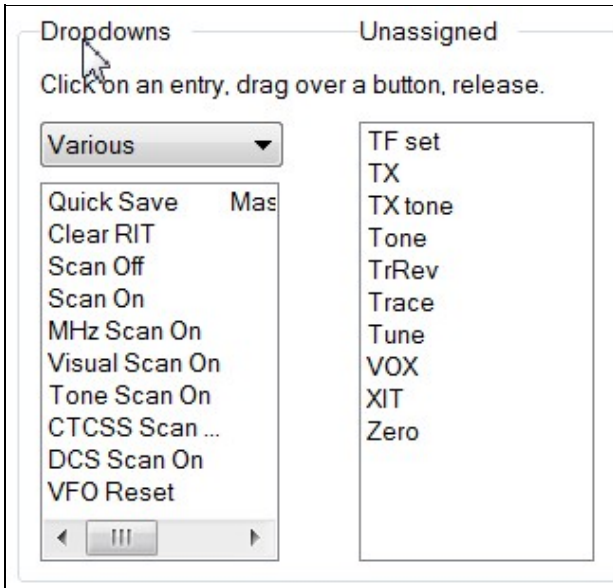 Dropdowns Unassigned
Click on an entry, drag over a button, release.
Various
Quick Save Mas
Clear RIT
Scan Off
Scan On
MHz Scan On
Visual Scan On
Tone Scan On
CTCSS Scan ...
DCS Scan On
VFO Reset
TF set
TX
TX tone
Tone
TrRev
Trace
Tune
VOX
XIT
Zero